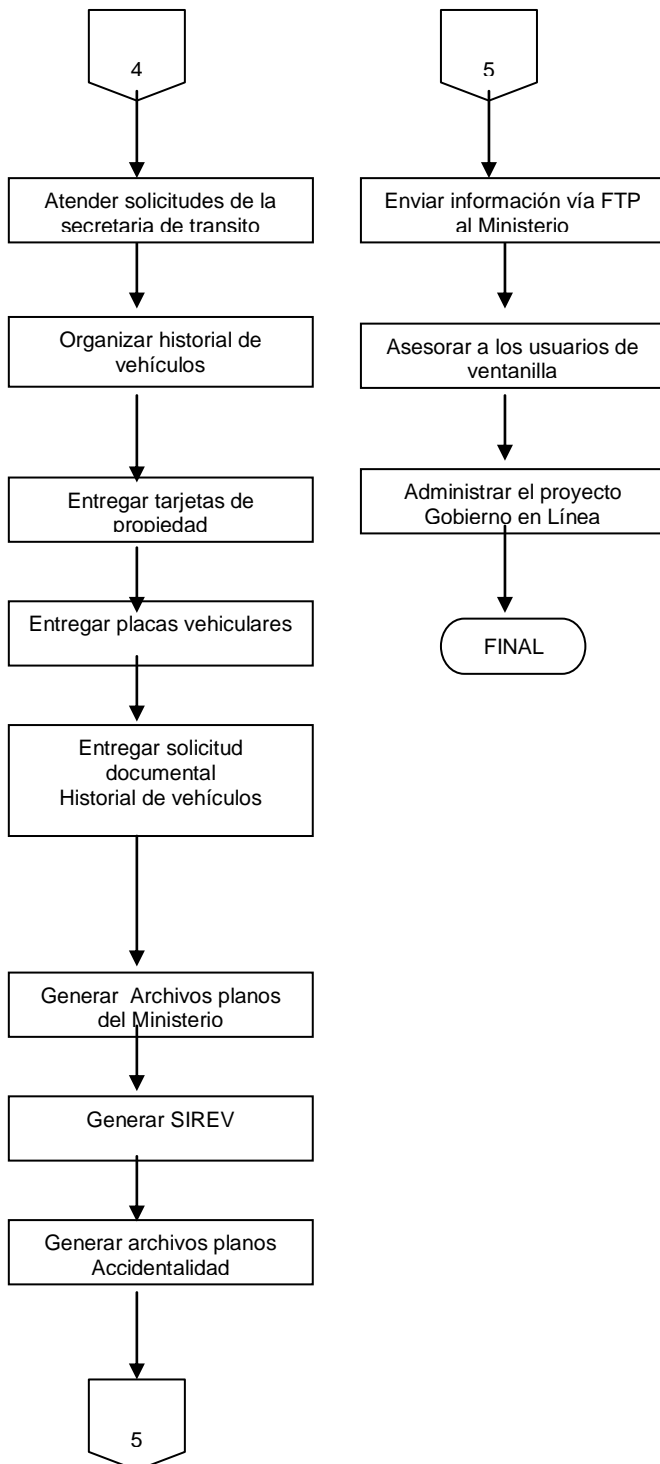 4
Atender solicitudes de la
secretaria de transito
Organizar historial de
vehículos
Entregar tarjetas de
propiedad
Entregar placas vehiculares
Entregar solicitud
documental
Historial de vehículos
Generar  Archivos planos
del Ministerio
Generar SIREV
Generar archivos planos
Accidentalidad
5
5
Enviar información vía FTP
al Ministerio
Asesorar a los usuarios de
ventanilla
Administrar el proyecto
Gobierno en Línea
FINAL